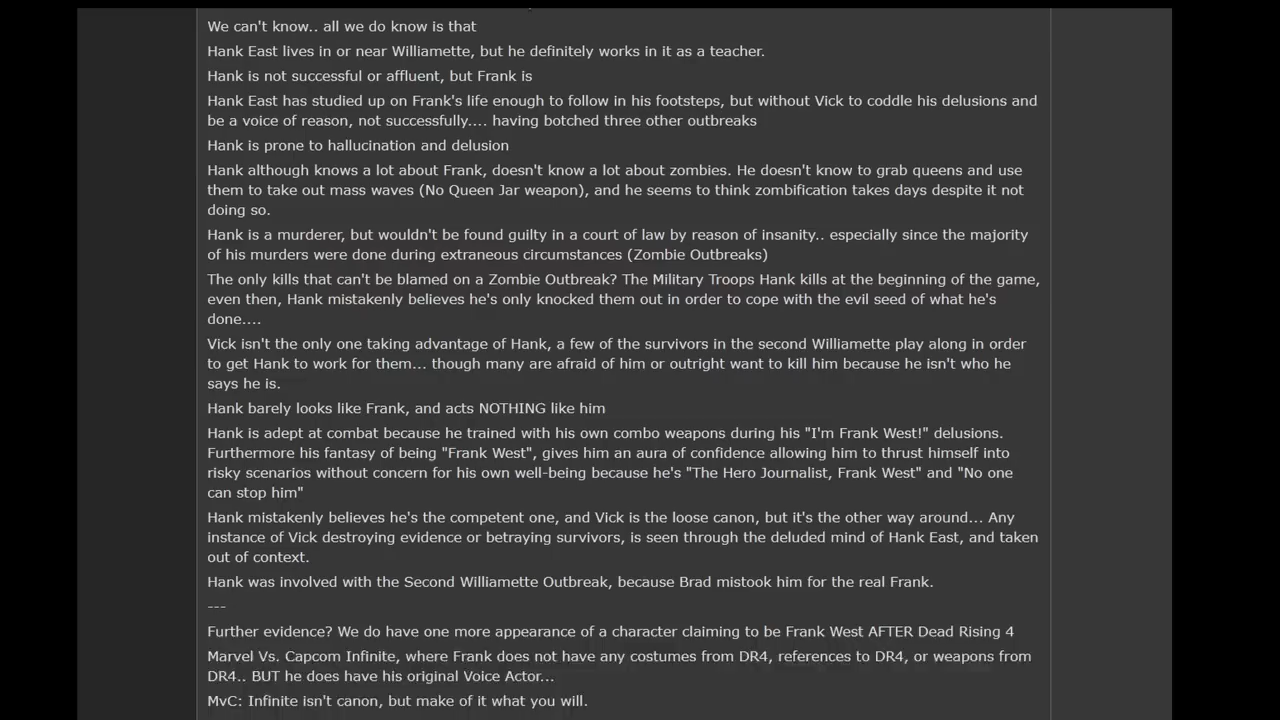 We can't know.. all we do know is that
Hank East lives in or near Williamette, but he definitely works in it as a teacher.
Hank is not successful or affluent, but Frank is
Hank East has studied up on Frank's life enough to follow in his footsteps, but without Vick to coddle his delusions and
be a voice of reason, not successfully.... having botched three other outbreaks
Hank is prone to hallucination and delusion
Hank although knows a lot about Frank, doesn't know a lot about zombies. He doesn't know to grab queens and use
them to take out mass waves (No Queen Jar weapon), and he seems to think zombification takes days despite it not
doing so.
Hank is a murderer, but wouldn't be found guilty in a court of law by reason of insanity.. especially since the majority
of his murders were done during extraneous circumstances (Zombie Outbreaks)
The only kills that can't be blamed on a Zombie Outbreak? The Military Troops Hank kills at the beginning of the game,
even then, Hank mistakenly believes he's only knocked them out in order to cope with the evil seed of what he's
done....
Vick isn't the only one taking advantage of Hank, a few of the survivors in the second Williamette play along in order
to get Hank to work for them... though many are afraid of him or outright want to kill him because he isn't who he
says he is.
Hank barely looks like Frank, and acts NOTHING like him
Hank is adept at combat because he trained with his own combo weapons during his "I'm Frank West!" delusions.
Furthermore his fantasy of being "Frank West", gives him an aura of confidence allowing him to thrust himself into
risky scenarios without concern for his own well-being because he's "The Hero Journalist, Frank West" and "No one
can stop him"
Hank mistakenly believes he's the competent one, and Vick is the loose canon, but it's the other way around... Any
instance of Vick destroying evidence or betraying survivors, is seen through the deluded mind of Hank East, and taken
out of context.
Hank was involved with the Second Williamette Outbreak, because Brad mistook him for the real Frank.
---
Further evidence? We do have one more appearance of a character claiming to be Frank West AFTER Dead Rising 4
Marvel Vs. Capcom Infinite, where Frank does not have any costumes from DR4, references to DR4, or weapons from
DR4.. BUT he does have his original Voice Actor...
MvC: Infinite isn't canon, but make of it what you will.